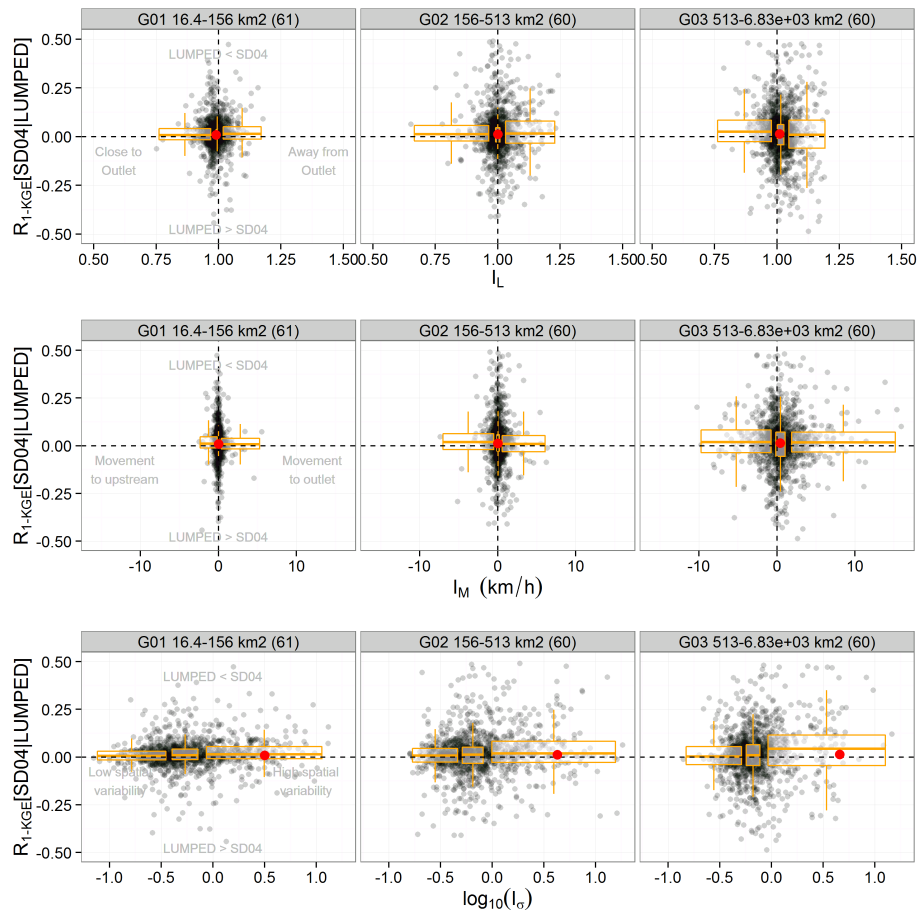 G01 16.4-156 km2 (61)
G02 156-513 km2 (60)
G03 513-6.83e+03 km2 (60)
R1-KGE[SD04|LUMPED]
0.50
0.25
0.00
-0.25
-0.50
LUMPED < SD04
Close to
Outlet
Away from
Outlet
LUMPED > SD04
0.50 0.75 1.00 1.25 1.50
0.50 0.75 1.00 1.25 1.50
0.50 0.75 1.00 1.25 1.50
IL
G01 16.4-156 km2 (61)
G02 156-513 km2 (60)
G03 513-6.83e+03 km2 (60)
R1-KGE[SD04|LUMPED]
0.50
0.25
0.00
-0.25
-0.50
LUMPED < SD04
Movement
to upstream
Movement
to outlet
LUMPED > SD04
-10 0 10
-10 0 10
-10 0 10
IM (km/h)
G01 16.4-156 km2 (61)
G02 156-513 km2 (60)
G03 513-6.83e+03 km2 (60)
R1-KGE[SD04|LUMPED]
0.50
0.25
0.00
-0.25
-0.50
LUMPED < SD04
Low spatial
variability
High spatial
variability
LUMPED > SD04
-1.0 -0.5 0.0 0.5 1.0
-1.0 -0.5 0.0 0.5 1.0
-1.0 -0.5 0.0 0.5 1.0
log10(Iσ)